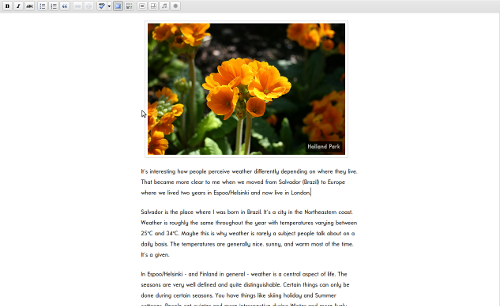 B I ABC
Holland Park
It's interesting how people perceive weather differently depending on where they live.
That became more clear to me when we moved from Salvador (Brazil) to Europe
where we lived two years in Espoo/Helsinki and now live in London.
Salvador is the place where I was born in Brazil. It's a city in the Northeastern coast.
Weather is roughly the same throughout the year with temperatures varying between
25°C and 34°C. Maybe this is why weather is rarely a subject people talk about on a
daily basis. The temperatures are generally nice, sunny, and warm most of the time.
It's a given.
In Espoo/Helsinki - and Finland in general - weather is a central aspect of life. The
seasons are very well defined and quite distinguishable. Certain things can only be
done during certain seasons. You have things like skiing holiday and Summer